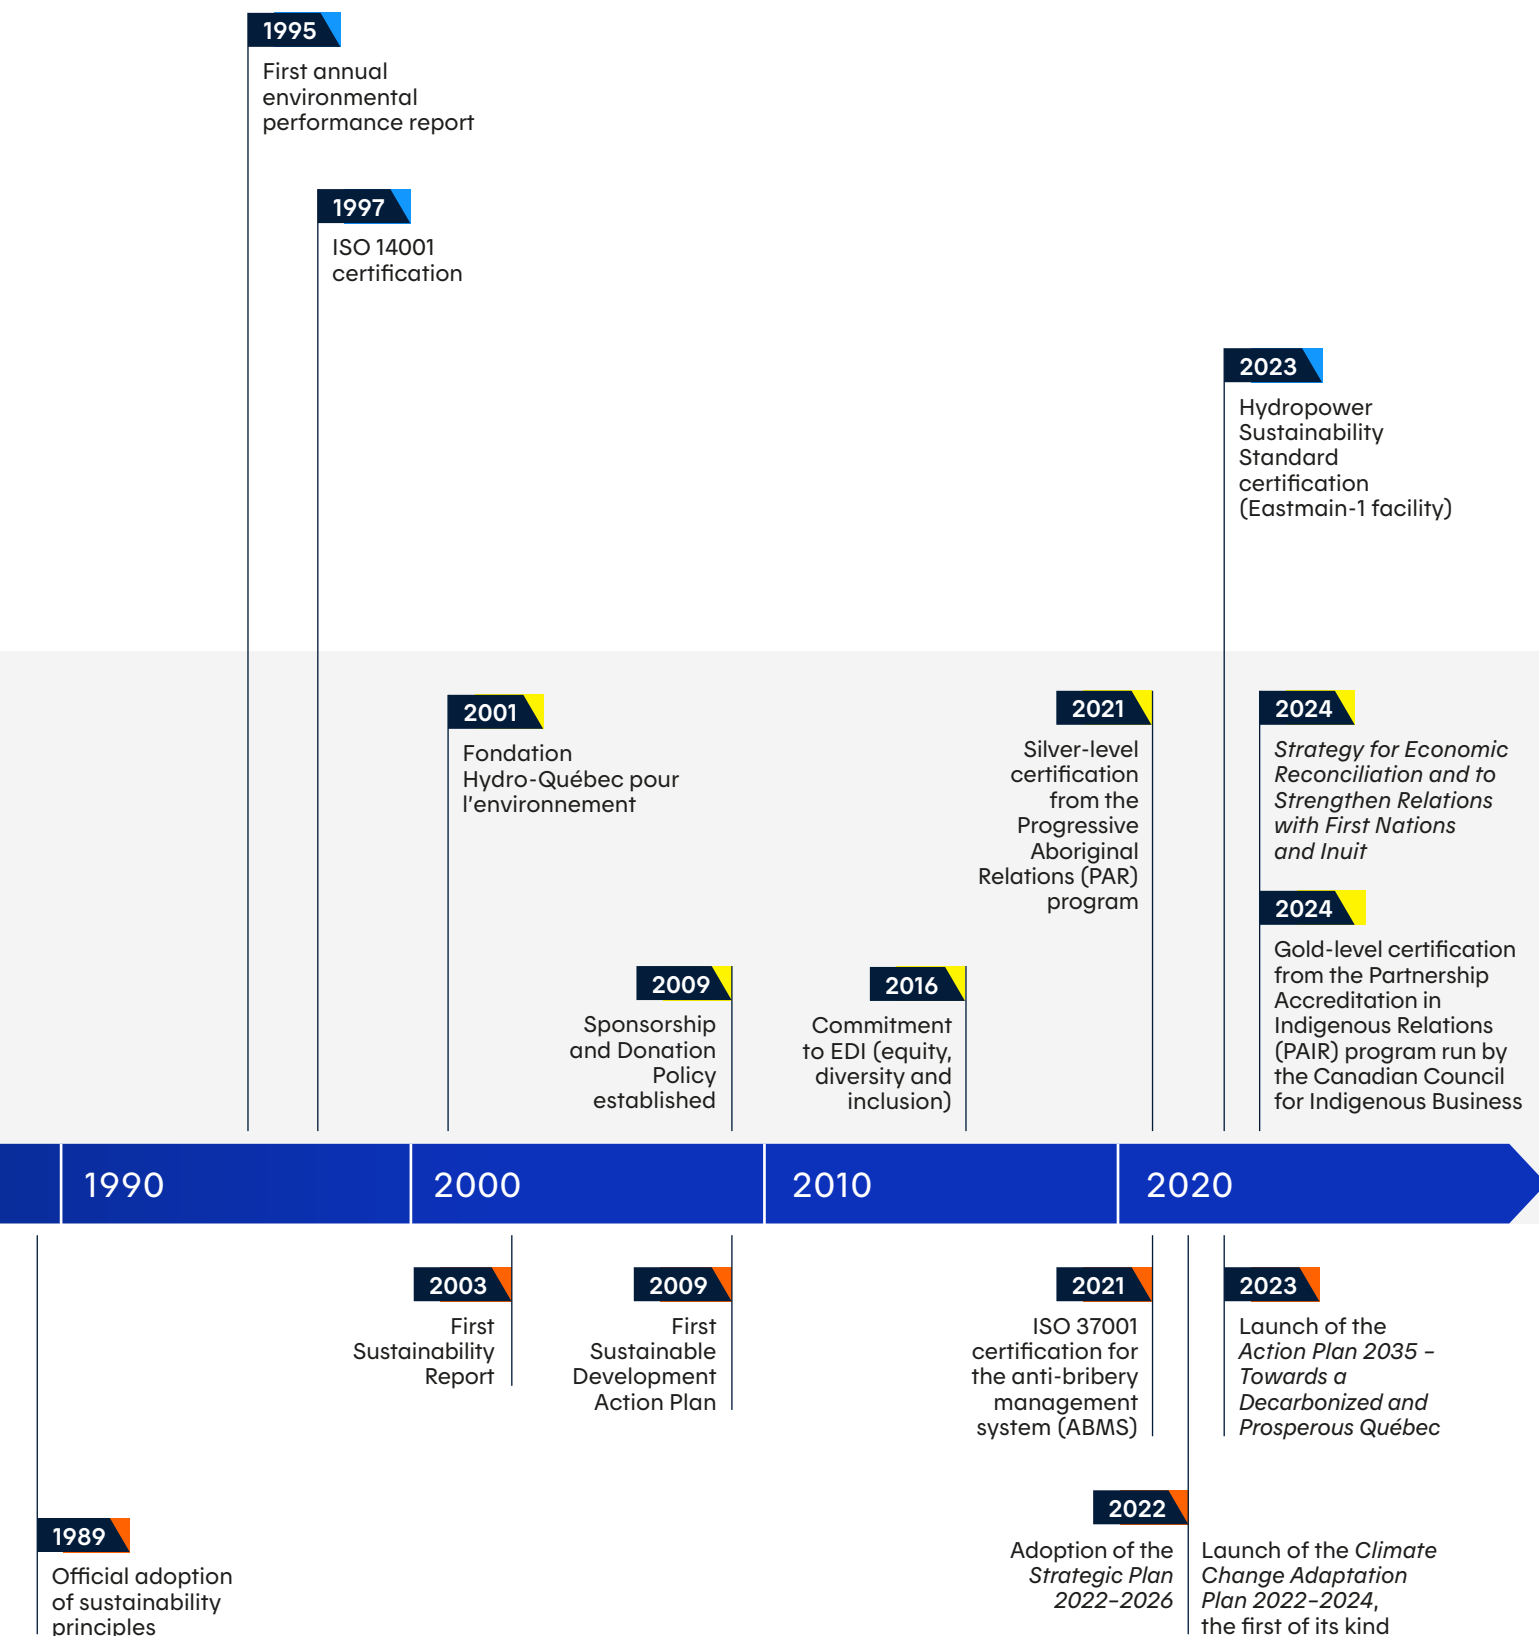 1995
First annual
environmental
performance report
1997
ISO 14001
certification
2023
Hydropower
Sustainability
Standard
certification
(Eastmain-1 facility)
2001
Fondation
Hydro-Québec pour
l’environnement
2009
Sponsorship
and Donation
Policy
established
2016
Commitment
to EDI (equity,
diversity and
inclusion)
2021
Silver-level
certification
from the
Progressive
Aboriginal
Relations (PAR)
program
2024
Strategy for Economic
Reconciliation and to
Strengthen Relations
with First Nations
and Inuit
2024
Gold-level certification
from the Partnership
Accreditation in
Indigenous Relations
(PAIR) program run by
the Canadian Council
for Indigenous Business
1990
2000
2010
2020
1989
Official adoption
of sustainability
principles
2003
First
Sustainability
Report
2009
First
Sustainable
Development
Action Plan
2021
ISO 37001
certification for
the anti-bribery
management
system (ABMS)
2023
Launch of the
Action Plan 2035 –
Towards a
Decarbonized and
Prosperous Québec
2022
Adoption of the
Strategic Plan
2022–2026
Launch of the Climate
Change Adaptation
Plan 2022–2024,
the first of its kind